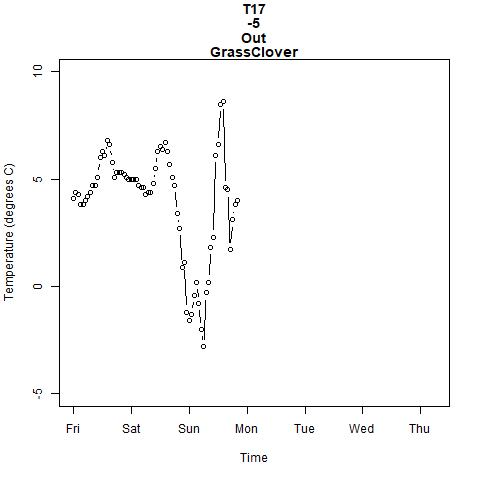 T17
-5
Out
GrassClover
Temperature (degrees C)
10
5
0
-5
Fri Sat Sun Mon Tue Wed Thu
Time